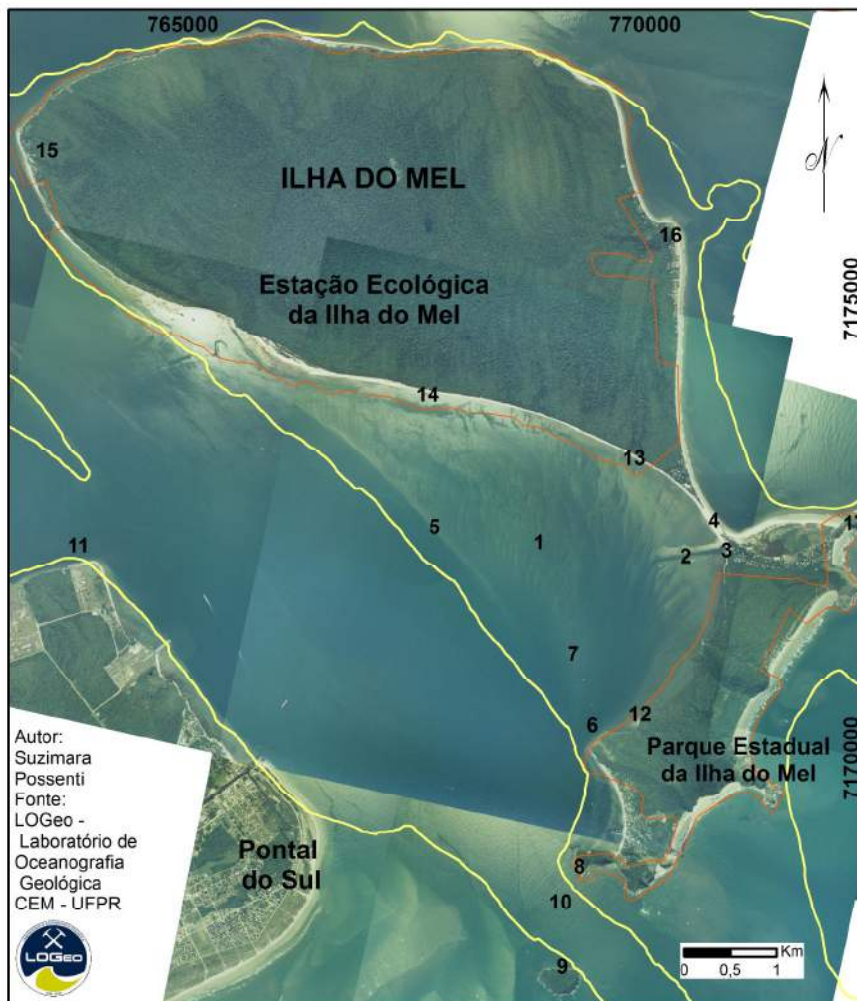 765000
770000
N
15
ILHA DO MEL
16
Estação Ecológica
da Ilha do Mel
7175000
14
13
5
1
4
17
11
2
3
7
12
6
Parque Estadual
da Ilha do Mel
7170000
Autor:
Suzimara
Possenti
Fonte:
LOGeo -
Laboratório de
Oceanografia
Geológica
CEM - UFPR
Pontal
do Sul
8
10
9
Km
0
0,5
1
LOGeo